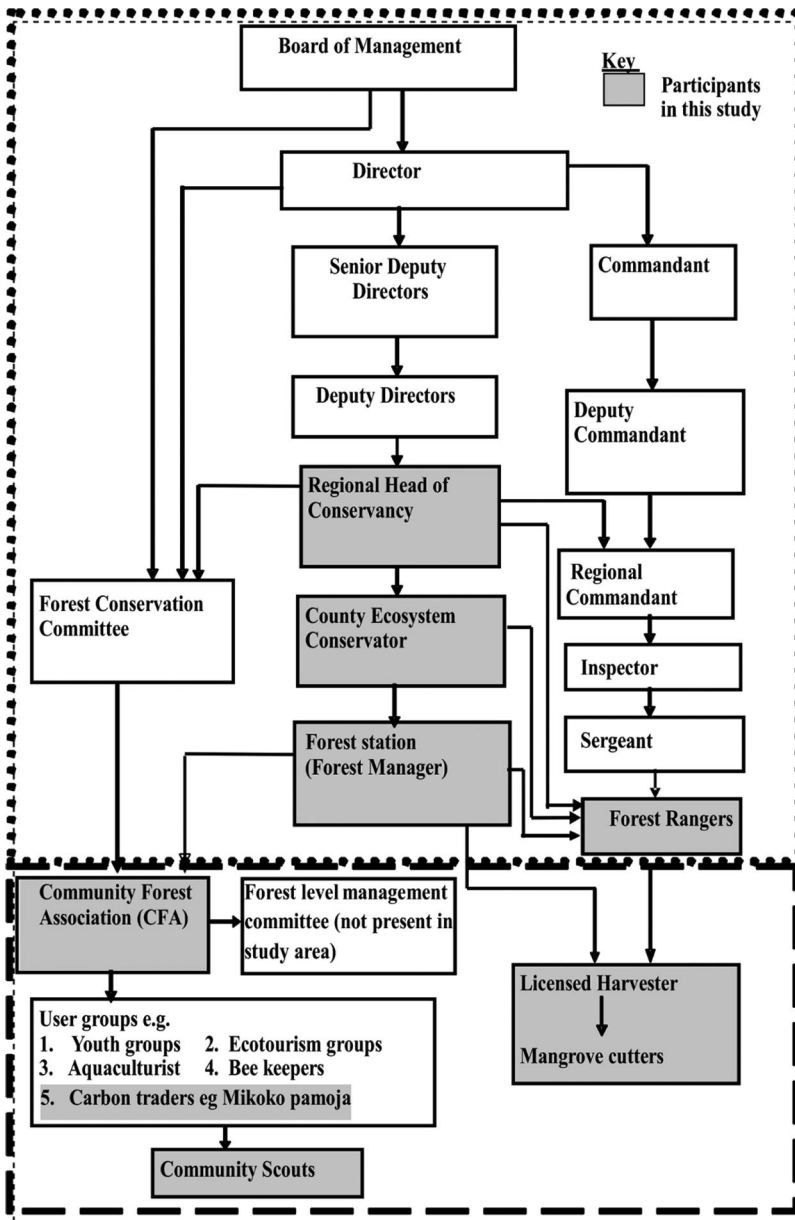 Board of Management
Key
Participants
in this study
Director
Senior Deputy
Directors
Commandant
Deputy Directors
Deputy
Commandant
Regional Head of
Conservancy
Regional
Commandant
Forest Conservation
Committee
County Ecosystem
Conservator
Inspector
Forest station
(Forest Manager)
Sergeant
Forest Rangers
Community Forest
Association (CFA)
Forest level management
committee (not present in
study area)
Licensed Harvester
Mangrove cutters
User groups e.g.
1. Youth groups 2. Ecotourism groups
3. Aquaculturist 4. Bee keepers
5. Carbon traders eg Mikoko pamoja
Community Scouts